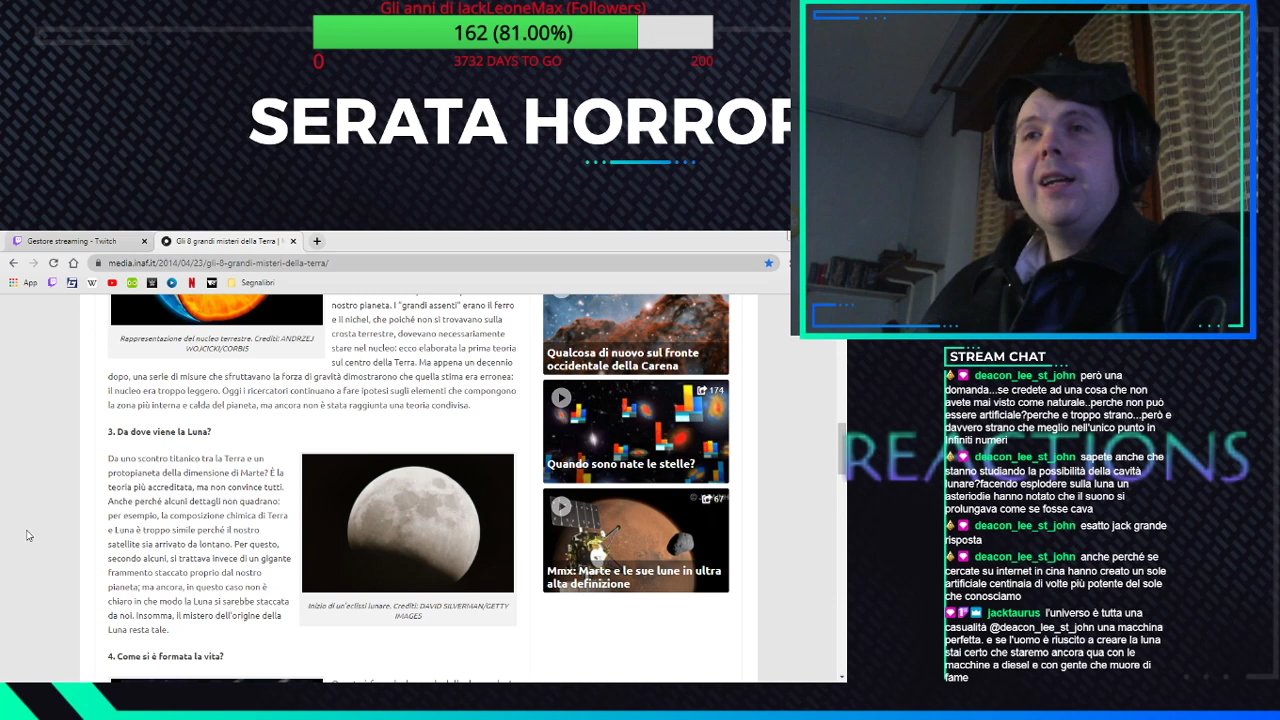 Gli anni di JackLeoneMax (Followers)
162 (81.00%)
0
3732 DAYS TO GO
200
SERATA HORROR
Gestore streaming - Twitch
Gli 8 grandi misteri della Terra |
media.inaf.it/2014/04/23/gli-8-grandi-misteri-della-terra/
App
Segnalibri
Rappresentazione del nucleo terrestre. Crediti: ANDRZEJ
WOJCICKI/CORBIS
nostro pianeta. I "grandi assenti" erano il ferro
e il nichel, che poiché non si trovavano sulla
crosta terrestre, dovevano necessariamente
stare nel nucleo: ecco elaborata la prima teoria
sul centro della Terra. Ma appena un decennio
dopo, una serie di misure che sfruttavano la forza di gravità dimostrarono che quella stima era erronea:
il nucleo era troppo leggero. Oggi i ricercatori continuano a fare ipotesi sugli elementi che compongono
la zona più interna e calda del pianeta, ma ancora non è stata raggiunta una teoria condivisa.
3. Da dove viene la Luna?
Da uno scontro titanico tra la Terra e un
protopianeta della dimensione di Marte? È la
teoria più accreditata, ma non convince tutti.
Anche perché alcuni dettagli non quadrano:
per esempio, la composizione chimica di Terra
e Luna è troppo simile perché il nostro
satellite sia arrivato da lontano. Per questo,
secondo alcuni, si trattava invece di un gigante
frammento staccato proprio dal nostro
pianeta; ma ancora, in questo caso non è
chiaro in che modo la Luna si sarebbe staccata
da noi. Insomma, il mistero dell'origine della
Luna resta tale.
Inizio di un'eclissi lunare. Crediti: DAVID SILVERMAN/GETTY
IMAGES
4. Come si è formata la vita?
Qualcosa di nuovo sul fronte
occidentale della Carena
174
Quando sono nate le stelle?
67
Mmx: Marte e le sue lune in ultra
alta definizione
REACTIONS
STREAM CHAT
deacon_lee_st_john però una
domanda...se credete ad una cosa che non
avete mai visto come naturale..perche non può
essere artificiale?perche e troppo strano...però e
davvero strano che meglio nell'unico punto in
Infiniti numeri
deacon_lee_st_john sapete anche che
stanno studiando la possibilità della cavità
lunare?facendo esplodere sulla luna un
asteriodie hanno notato che il suono si
prolungava come se fosse cava
deacon_lee_st_john esatto jack grande
risposta
deacon_lee_st_john anche perché se
cercate su internet in cina hanno creato un sole
artificiale centinaia di volte più potente del sole
che conosciamo
jacktaurus l'universo è tutta una
casualità @deacon_lee_st_john una macchina
perfetta. e se l'uomo è riuscito a creare la luna
stai certo che staremo ancora qua con le
macchine a diesel e con gente che muore di
fame